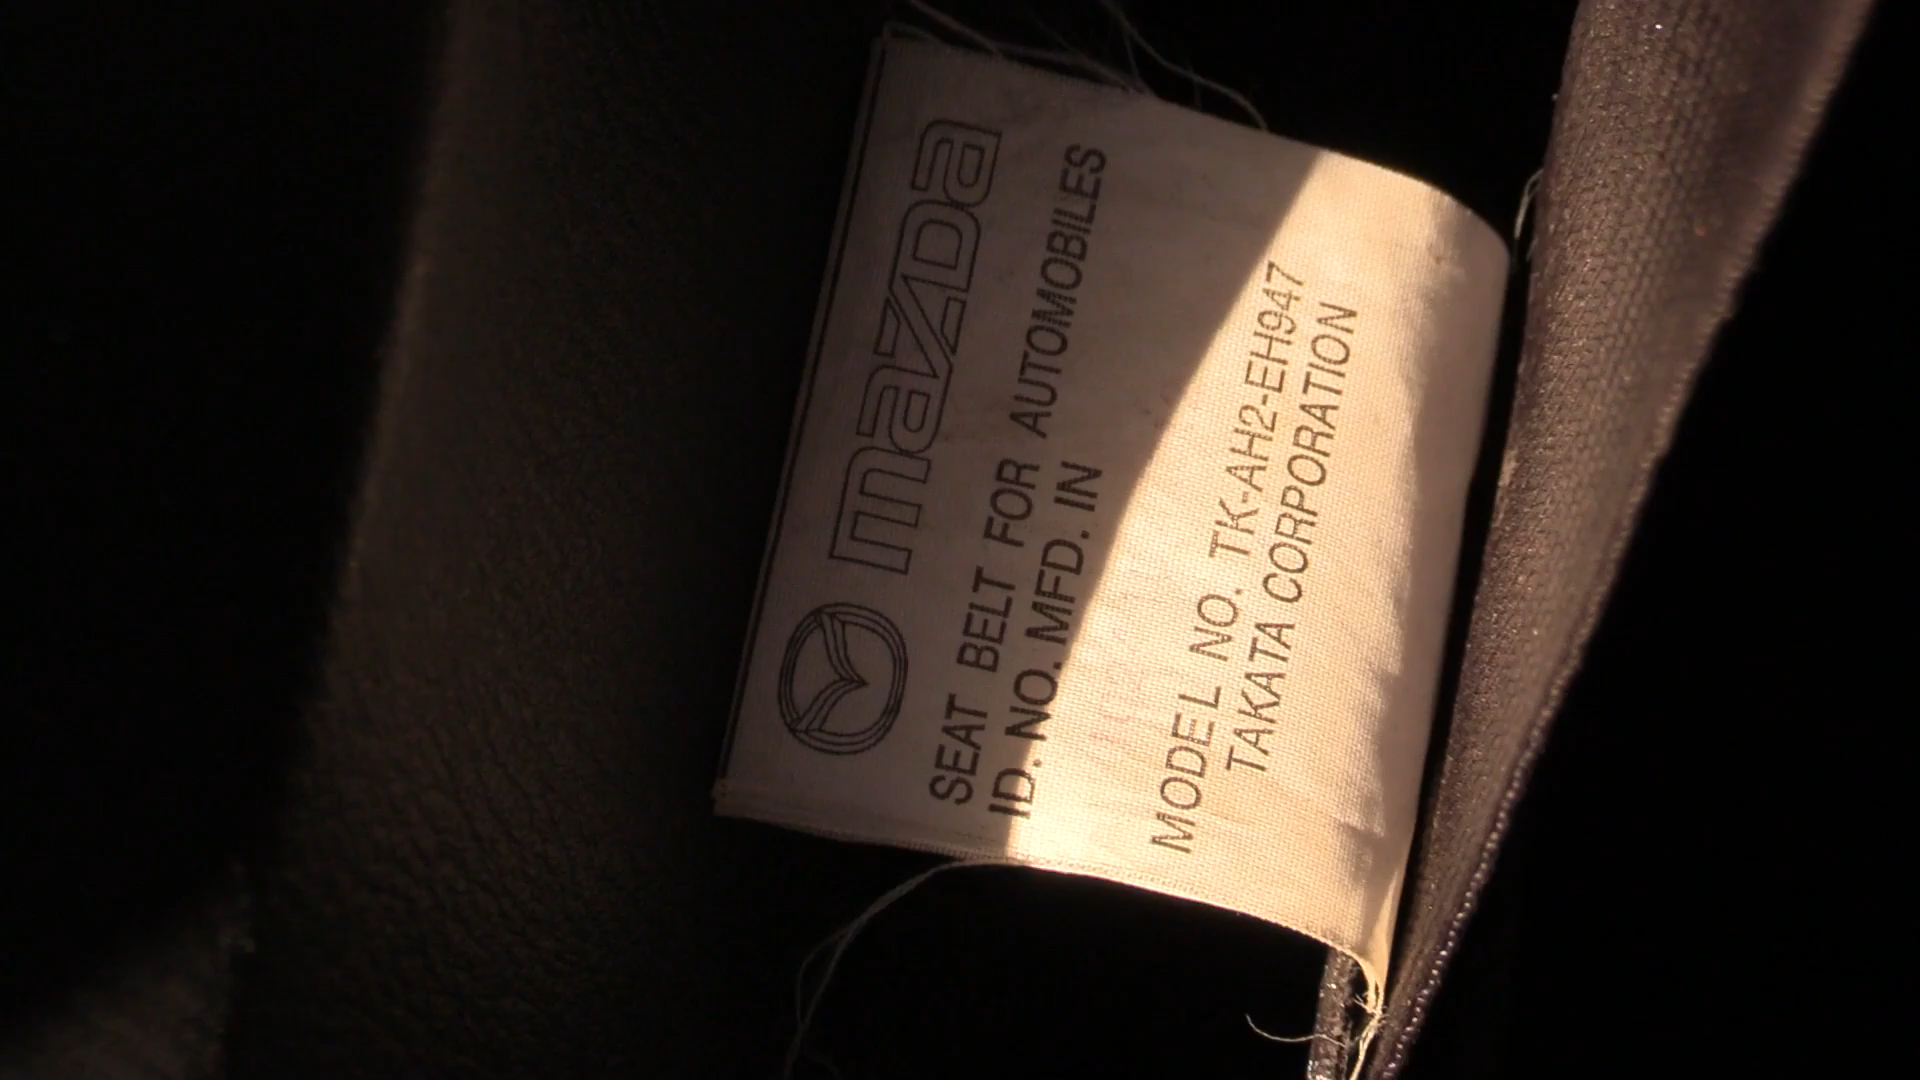 mazda
SEAT BELT FOR AUTOMOBILES
ID. NO. MFD. IN
MODEL NO. TK-AH2-EH947
TAKATA CORPORATION